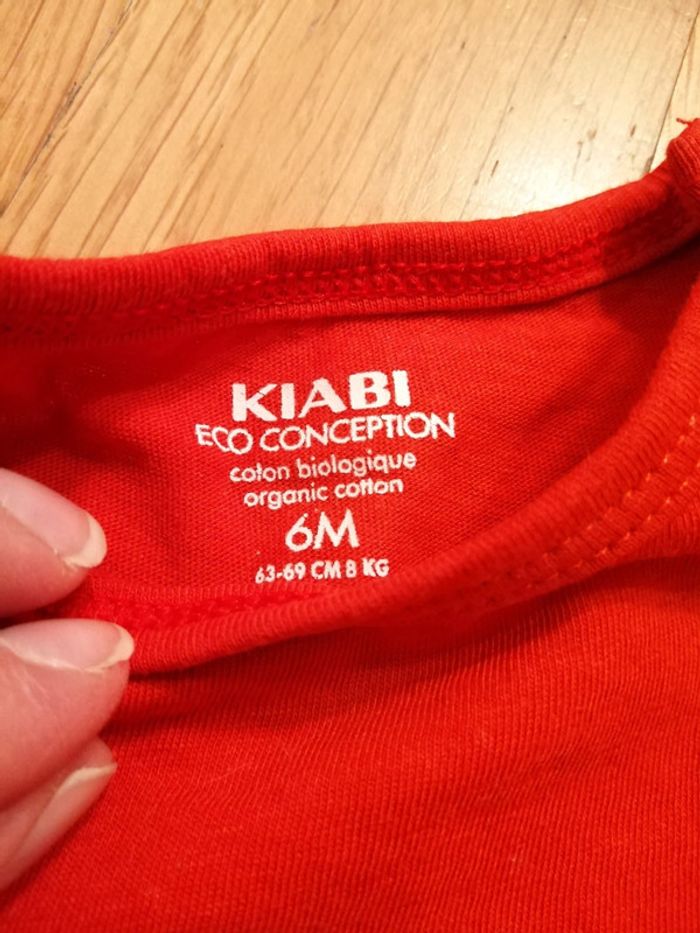 KIABI
ECO CONCEPTION
coton biologique
organic cotton
6M
63-69 CM 8 KG